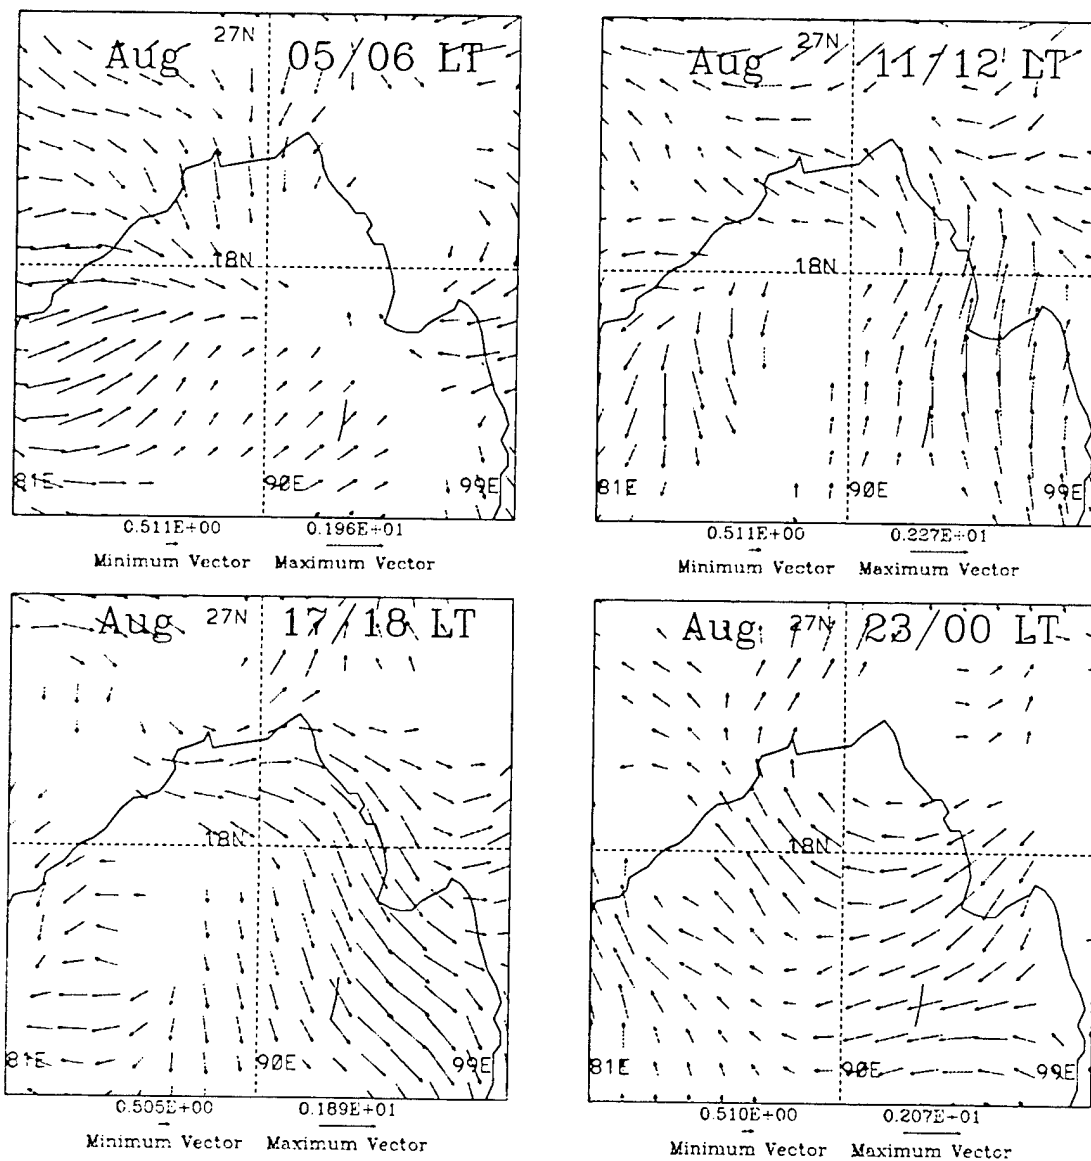 Aug 27N 05/06 LT
18N
81E 90E 99E
0.511E+00 0.196E+01
Minimum Vector Maximum Vector
Aug 27N 11/12 LT
18N
81E 90E 99E
0.511E+00 0.227E+01
Minimum Vector Maximum Vector
Aug 27N 17/18 LT
18N
81E 90E 99E
0.505E+00 0.189E+01
Minimum Vector Maximum Vector
Aug 27N 23/00 LT
18N
81E 90E 99E
0.510E+00 0.207E+01
Minimum Vector Maximum Vector